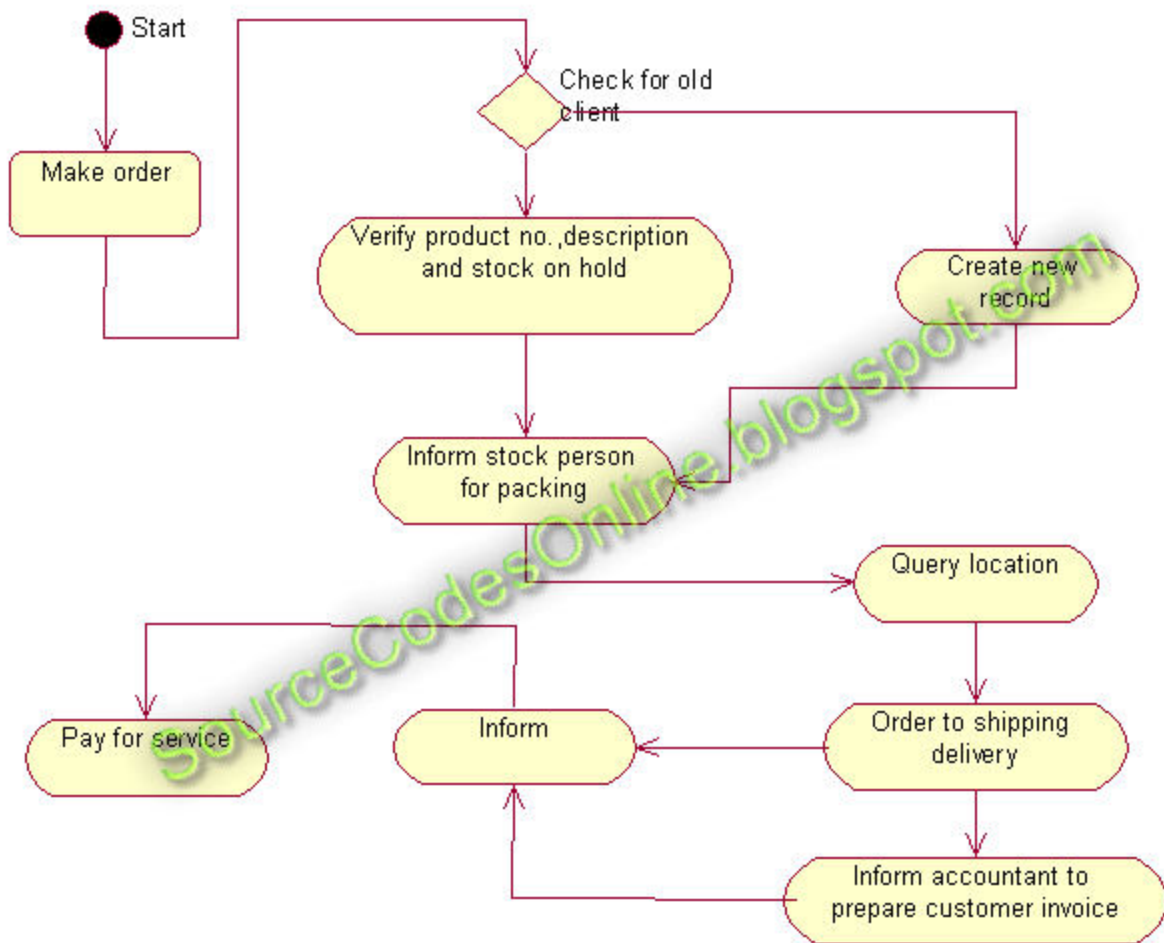 Start
Check for old
client
Make order
Verify product no.,description
and stock on hold
Create new
record
Inform stock person
for packing
Query location
Pay for service
Inform
Order to shipping
delivery
Inform accountant to
prepare customer invoice
SourceCodesOnline.blogspot.com